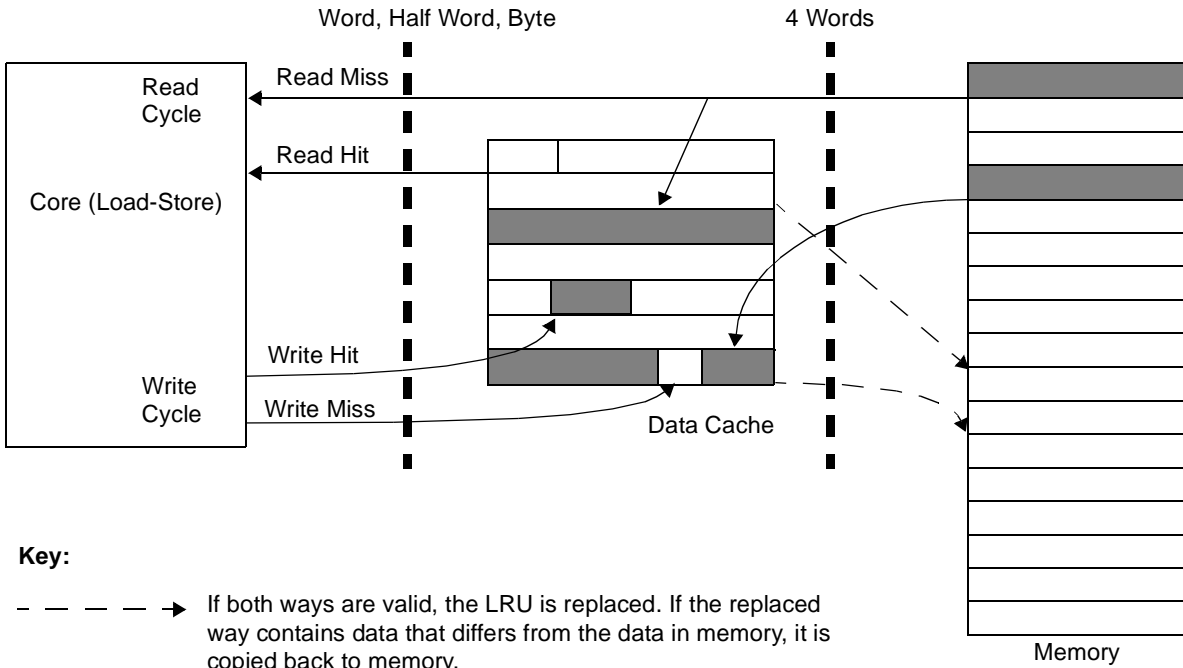 Word, Half Word, Byte
4 Words
Read Miss
Read
Cycle
Read Hit
Core (Load-Store)
Write Hit
Write
Cycle
Write Miss
Data Cache
Key:
If both ways are valid, the LRU is replaced. If the replaced
way contains data that differs from the data in memory, it is
copied back to memory.
Memory